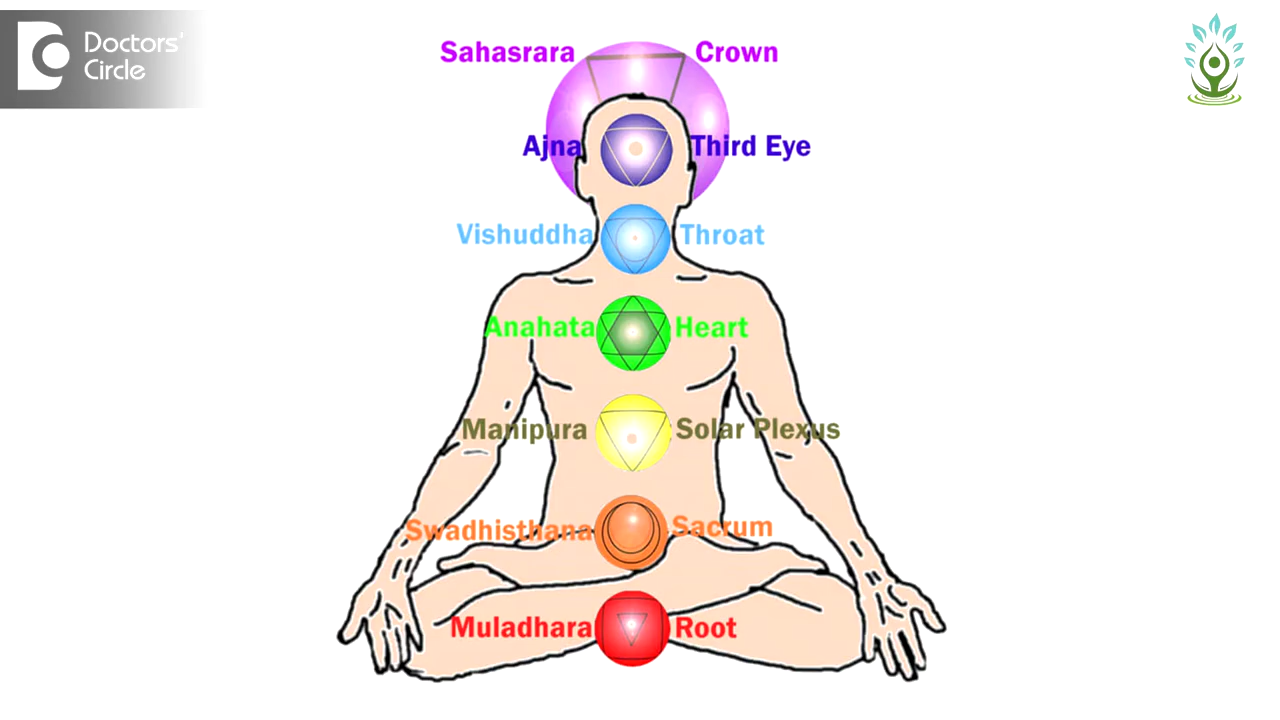 Doctors'
Circle
Sahasrara Crown
Ajna Third Eye
Vishuddha Throat
Anahata Heart
Manipura Solar Plexus
Swadhisthana Sacrum
Muladhara Root